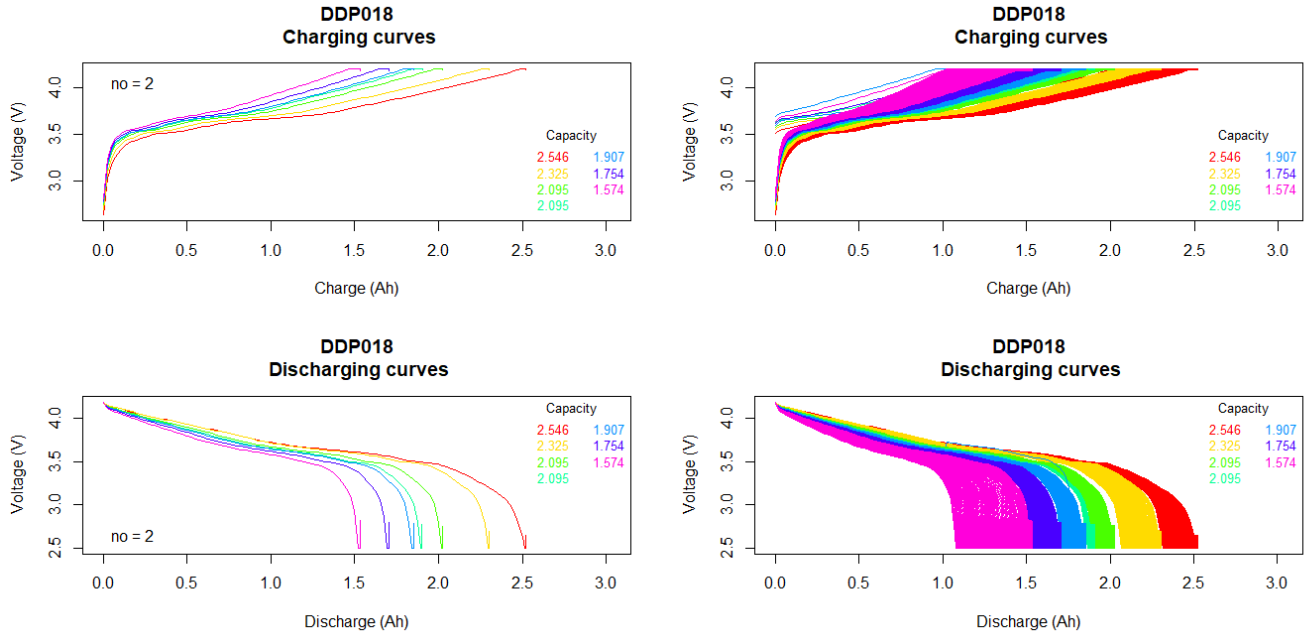 DDP018
Charging curves
Voltage (V)
4.0
3.5
3.0
no = 2
Capacity
2.546 1.907
2.325 1.754
2.095 1.574
2.095
0.0 0.5 1.0 1.5 2.0 2.5 3.0
Charge (Ah)
DDP018
Charging curves
Voltage (V)
4.0
3.5
3.0
Capacity
2.546 1.907
2.325 1.754
2.095 1.574
2.095
0.0 0.5 1.0 1.5 2.0 2.5 3.0
Charge (Ah)
DDP018
Discharging curves
Voltage (V)
4.0
3.5
3.0
2.5
Capacity
2.546 1.907
2.325 1.754
2.095 1.574
2.095
no = 2
0.0 0.5 1.0 1.5 2.0 2.5 3.0
Discharge (Ah)
DDP018
Discharging curves
Voltage (V)
4.0
3.5
3.0
2.5
Capacity
2.546 1.907
2.325 1.754
2.095 1.574
2.095
0.0 0.5 1.0 1.5 2.0 2.5 3.0
Discharge (Ah)